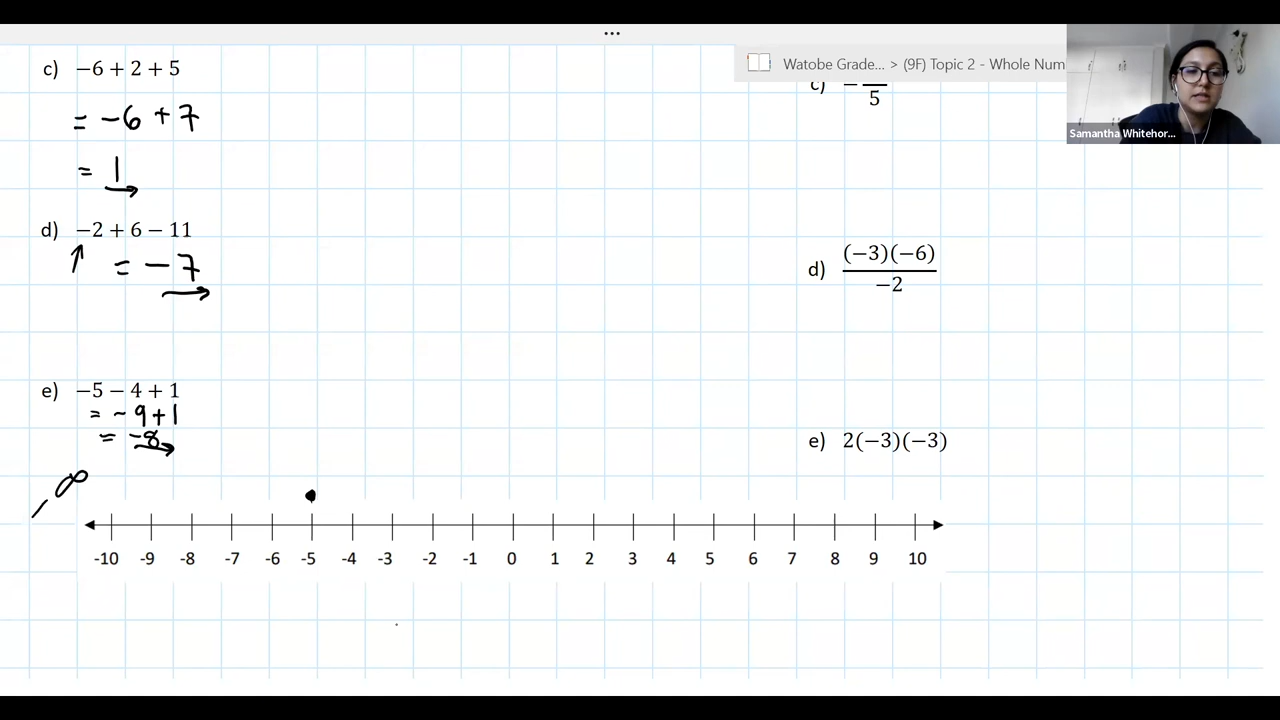 ...
Watobe Grade... > (9F) Topic 2 - Whole Num
Samantha Whitehor...
c) −6 + 2 + 5
= -6 + 7
= 1
d) −2 + 6 − 11
= -7
e) −5 − 4 + 1
= -9+1
= -8
-∞
-10 -9 -8 -7 -6 -5 -4 -3 -2 -1 0 1 2 3 4 5 6 7 8 9 10
c) −
5
d) (−3)(−6)
−2
e) 2(−3)(−3)